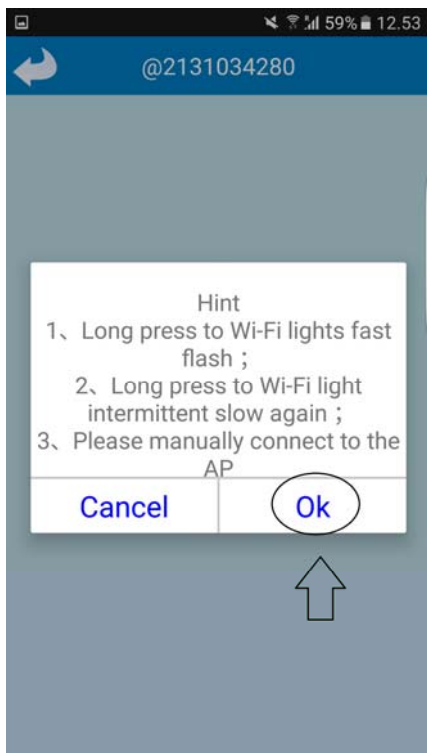 59% 12.53
@2131034280
Hint
1、Long press to Wi-Fi lights fast
flash；
2、Long press to Wi-Fi light
intermittent slow again；
3、Please manually connect to the
AP
Cancel Ok